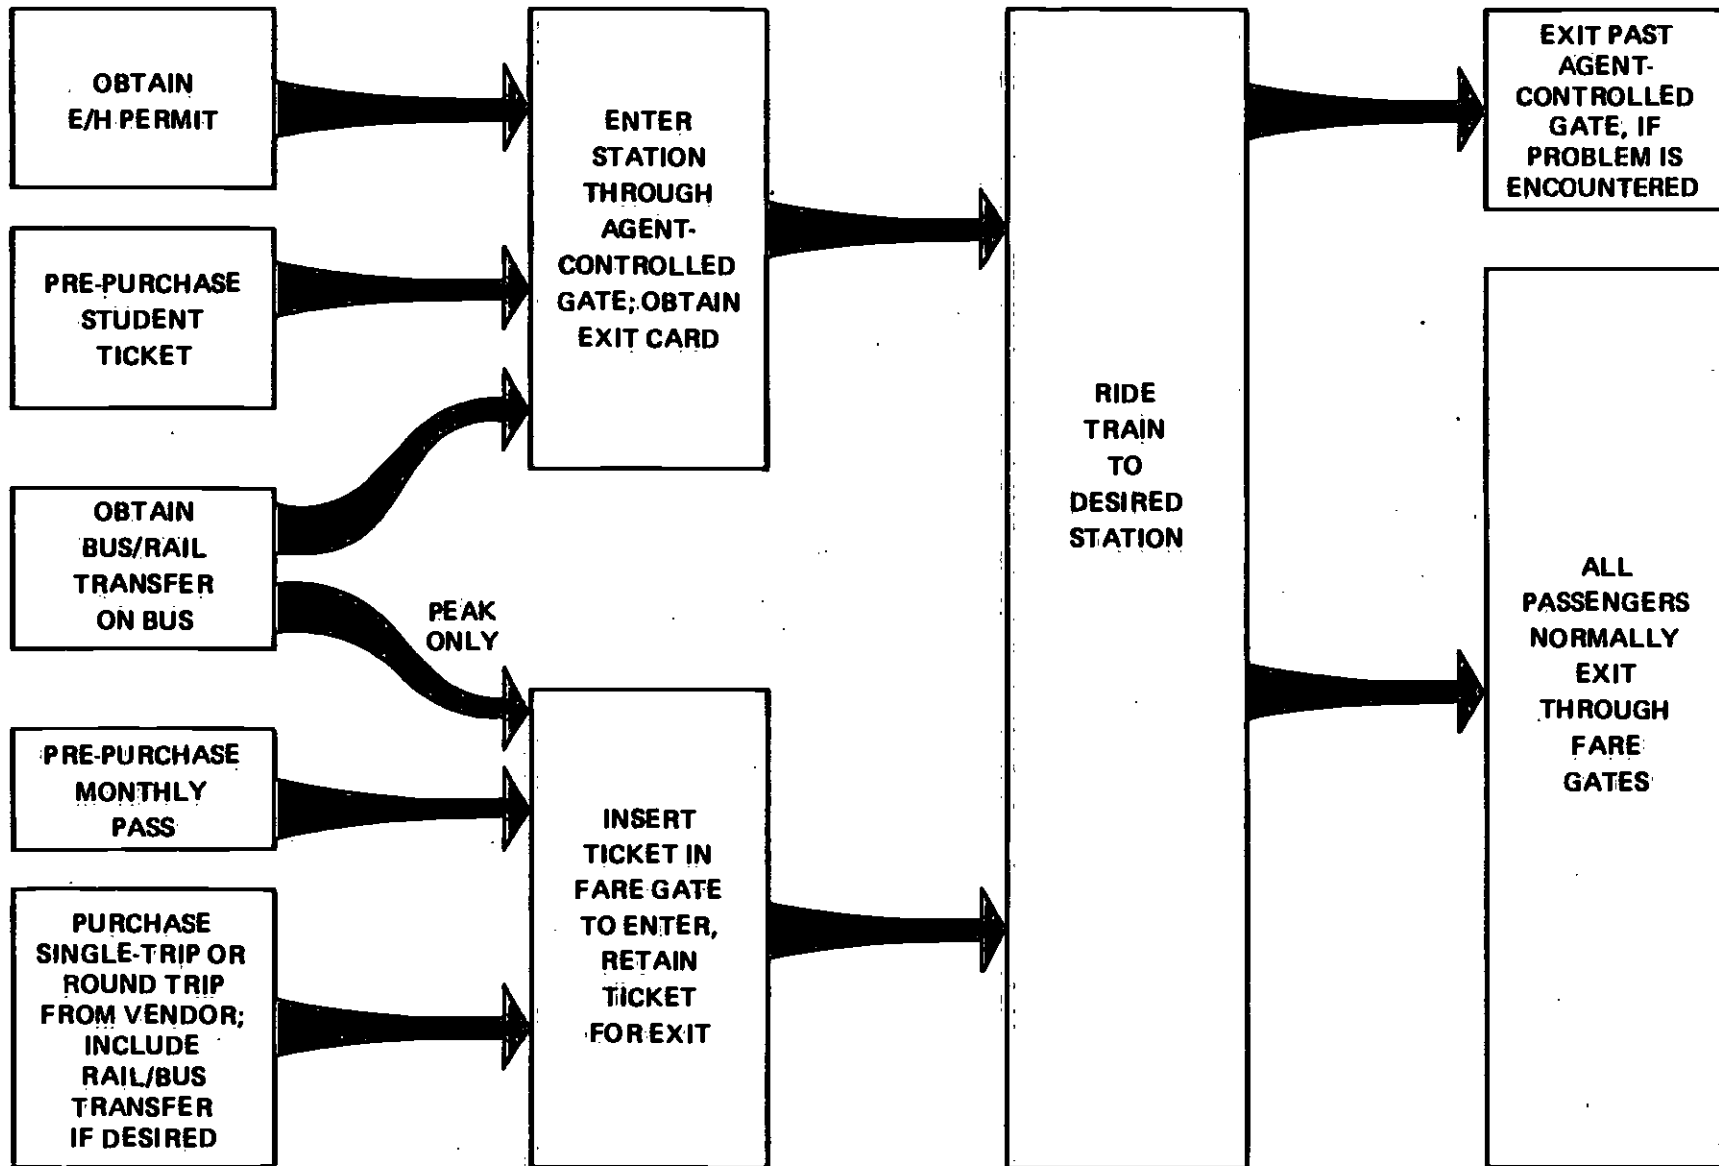 OBTAIN
E/H PERMIT
PRE-PURCHASE
STUDENT
TICKET
OBTAIN
BUS/RAIL
TRANSFER
ON BUS
PRE-PURCHASE
MONTHLY
PASS
PURCHASE
SINGLE-TRIP OR
ROUND TRIP
FROM VENDOR;
INCLUDE
RAIL/BUS
TRANSFER
IF DESIRED
PEAK
ONLY
ENTER
STATION
THROUGH
AGENT-
CONTROLLED
GATE; OBTAIN
EXIT CARD
INSERT
TICKET IN
FARE GATE
TO ENTER,
RETAIN
TICKET
FOR EXIT
RIDE
TRAIN
TO
DESIRED
STATION
EXIT PAST
AGENT-
CONTROLLED
GATE, IF
PROBLEM IS
ENCOUNTERED
ALL
PASSENGERS
NORMALLY
EXIT
THROUGH
FARE
GATES